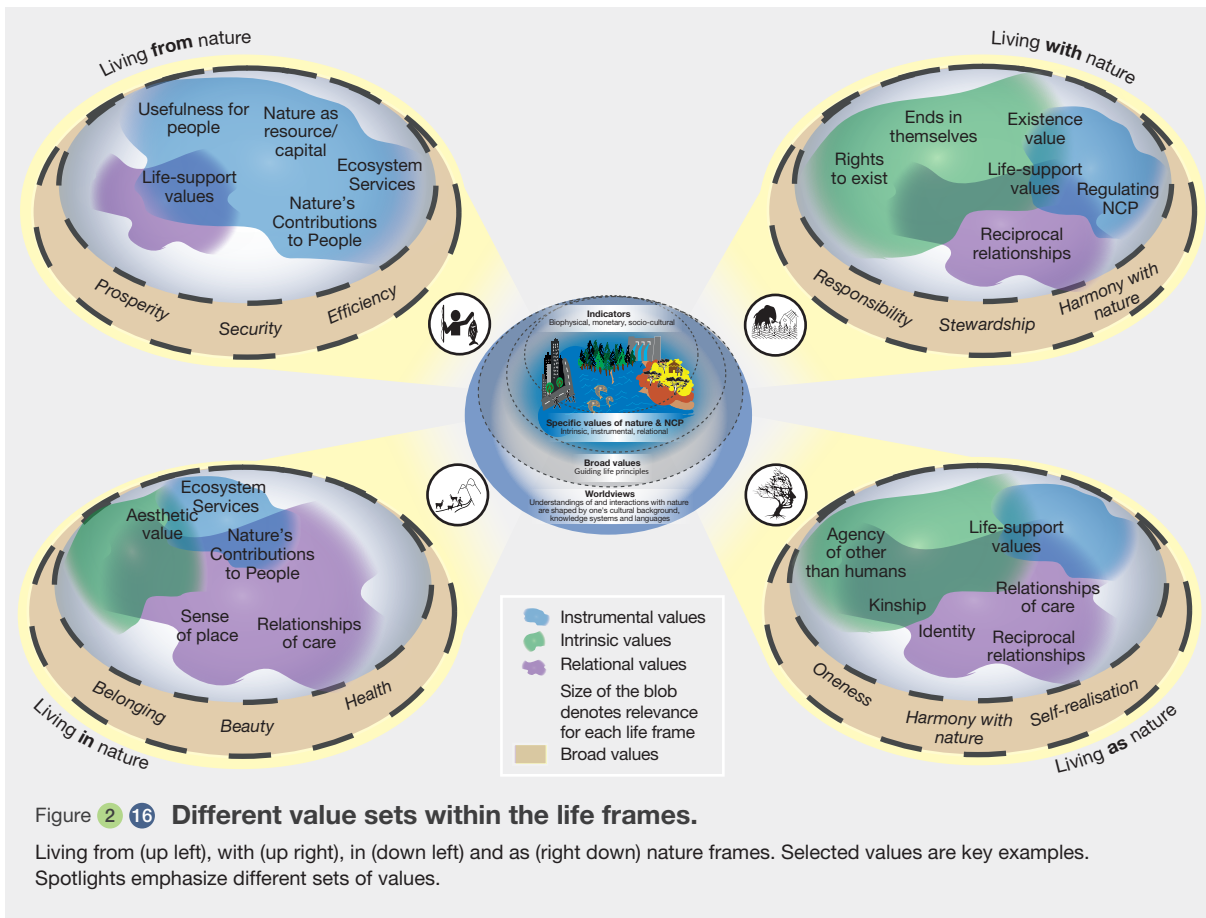 Living from nature
Usefulness for
people
Nature as
resource/
capital
Ecosystem
Services
Life-support
values
Nature's
Contributions
to People
Prosperity
Security
Efficiency
Living with nature
Ends in
themselves
Existence
value
Rights
to exist
Life-support
values
Regulating
NCP
Reciprocal
relationships
Responsibility
Stewardship
Harmony with
nature
Indicators
Biophysical, monetary, socio-cultural
Specific values of nature & NCP
Intrinsic, instrumental, relational
Broad values
Guiding life principles
Worldviews
Understandings of and interactions with nature
are shaped by one's cultural background,
knowledge systems and languages
Ecosystem
Services
Aesthetic
value
Nature's
Contributions
to People
Sense
of place
Relationships
of care
Belonging
Beauty
Health
Living in nature
Agency
of other
than humans
Life-support
values
Kinship
Relationships
of care
Identity
Reciprocal
relationships
Oneness
Harmony with
nature
Self-realisation
Living as nature
Instrumental values
Intrinsic values
Relational values
Size of the blob
denotes relevance
for each life frame
Broad values
Figure 2 16 Different value sets within the life frames.
Living from (up left), with (up right), in (down left) and as (right down) nature frames. Selected values are key examples.
Spotlights emphasize different sets of values.